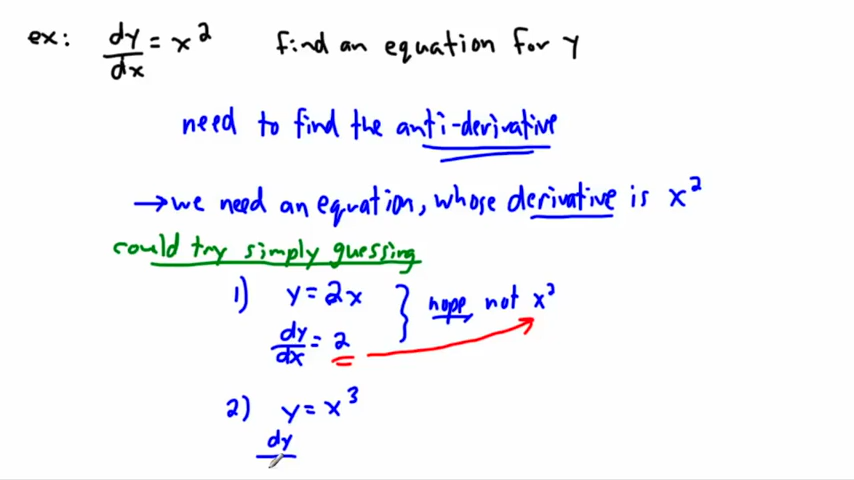 ex: dy/dx = x² find an equation for y
need to find the anti-derivative
→ we need an equation, whose derivative is x²
could try simply guessing
1) y = 2x
dy/dx = 2 } nope, not x²
2) y = x³
dy